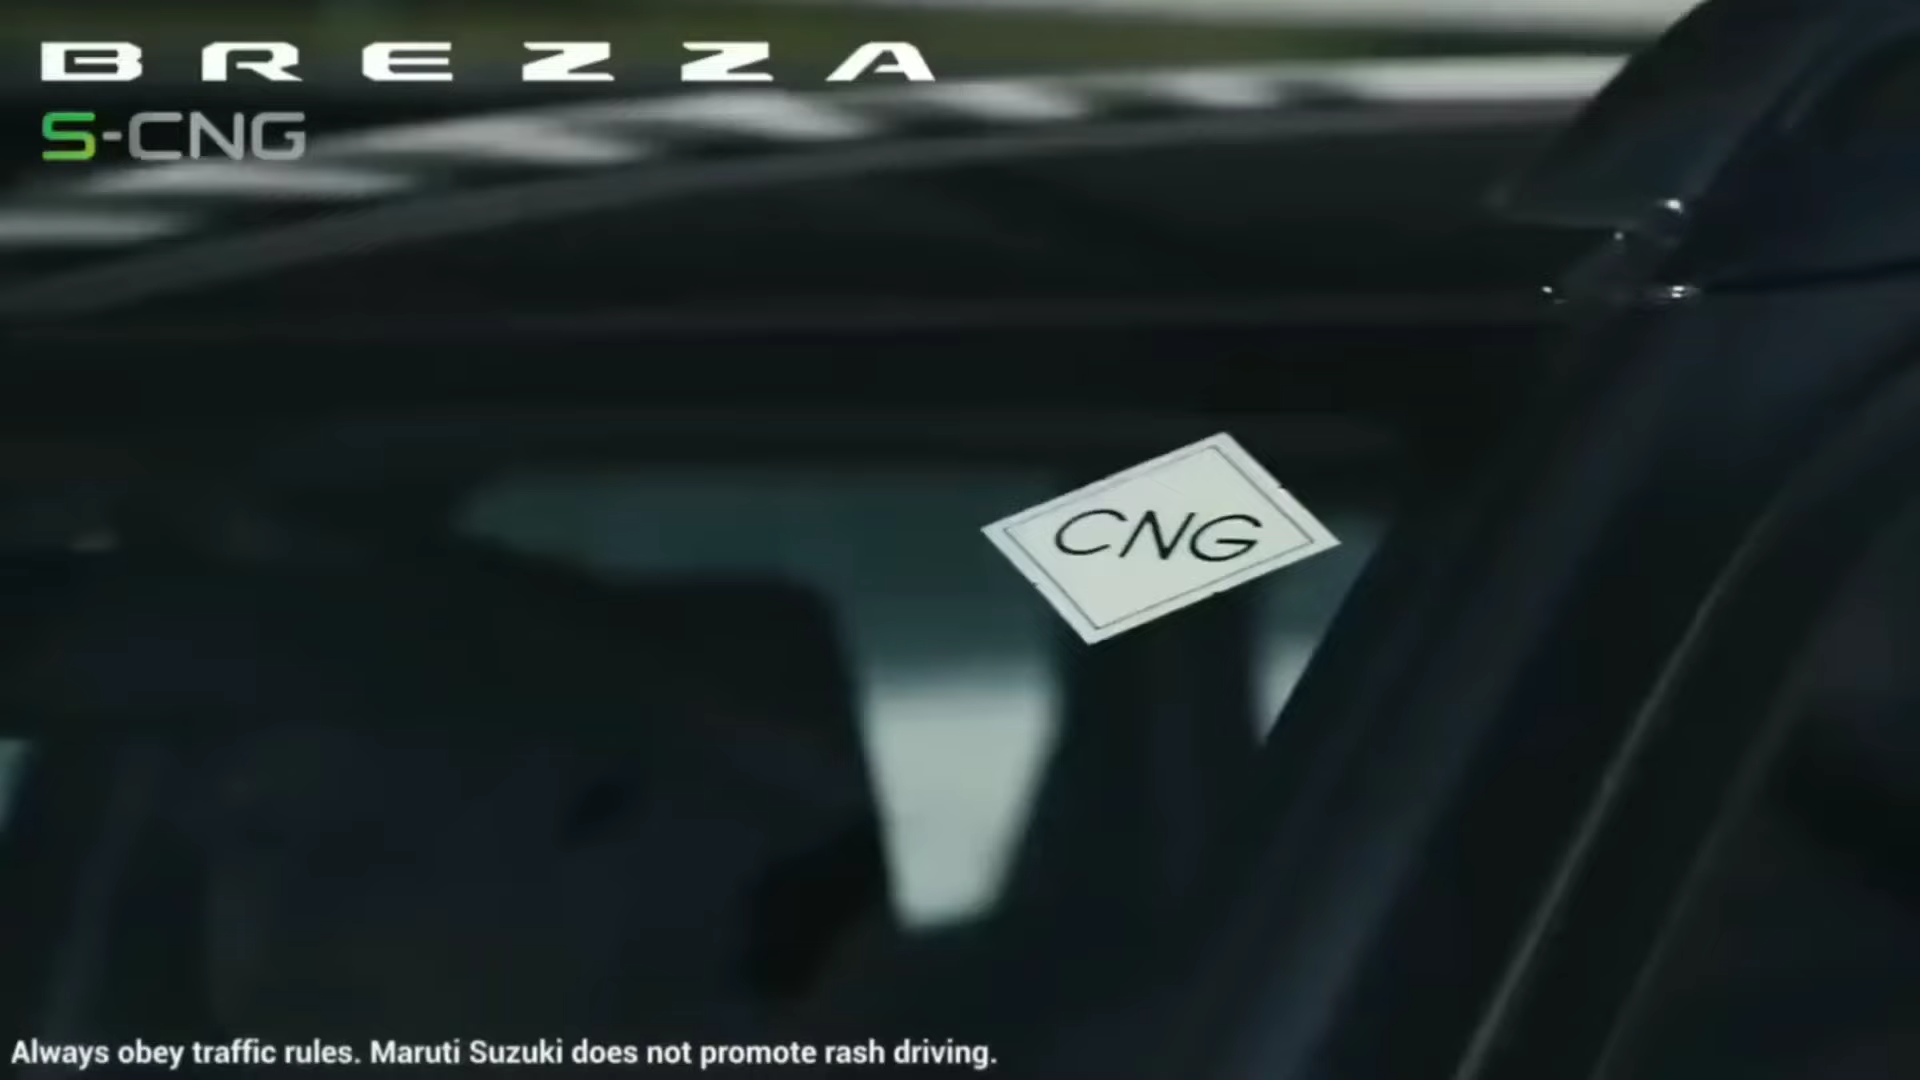 BREZZA
S-CNG
CNG
Always obey traffic rules. Maruti Suzuki does not promote rash driving.